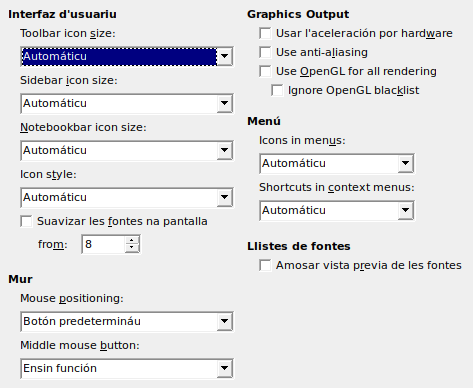 Interfaz d'usuariu
Toolbar icon size:
Automáticu
Sidebar icon size:
Automáticu
Notebookbar icon size:
Automáticu
Icon style:
Automáticu
Suavizar les fontes na pantalla
from: 8
Mur
Mouse positioning:
Botón predetermináu
Middle mouse button:
Ensin función
Graphics Output
Usar l'aceleración por hardware
Use anti-aliasing
Use OpenGL for all rendering
Ignore OpenGL blacklist
Menú
Icons in menus:
Automáticu
Shortcuts in context menus:
Automáticu
Llistes de fontes
Amosar vista previa de les fontes